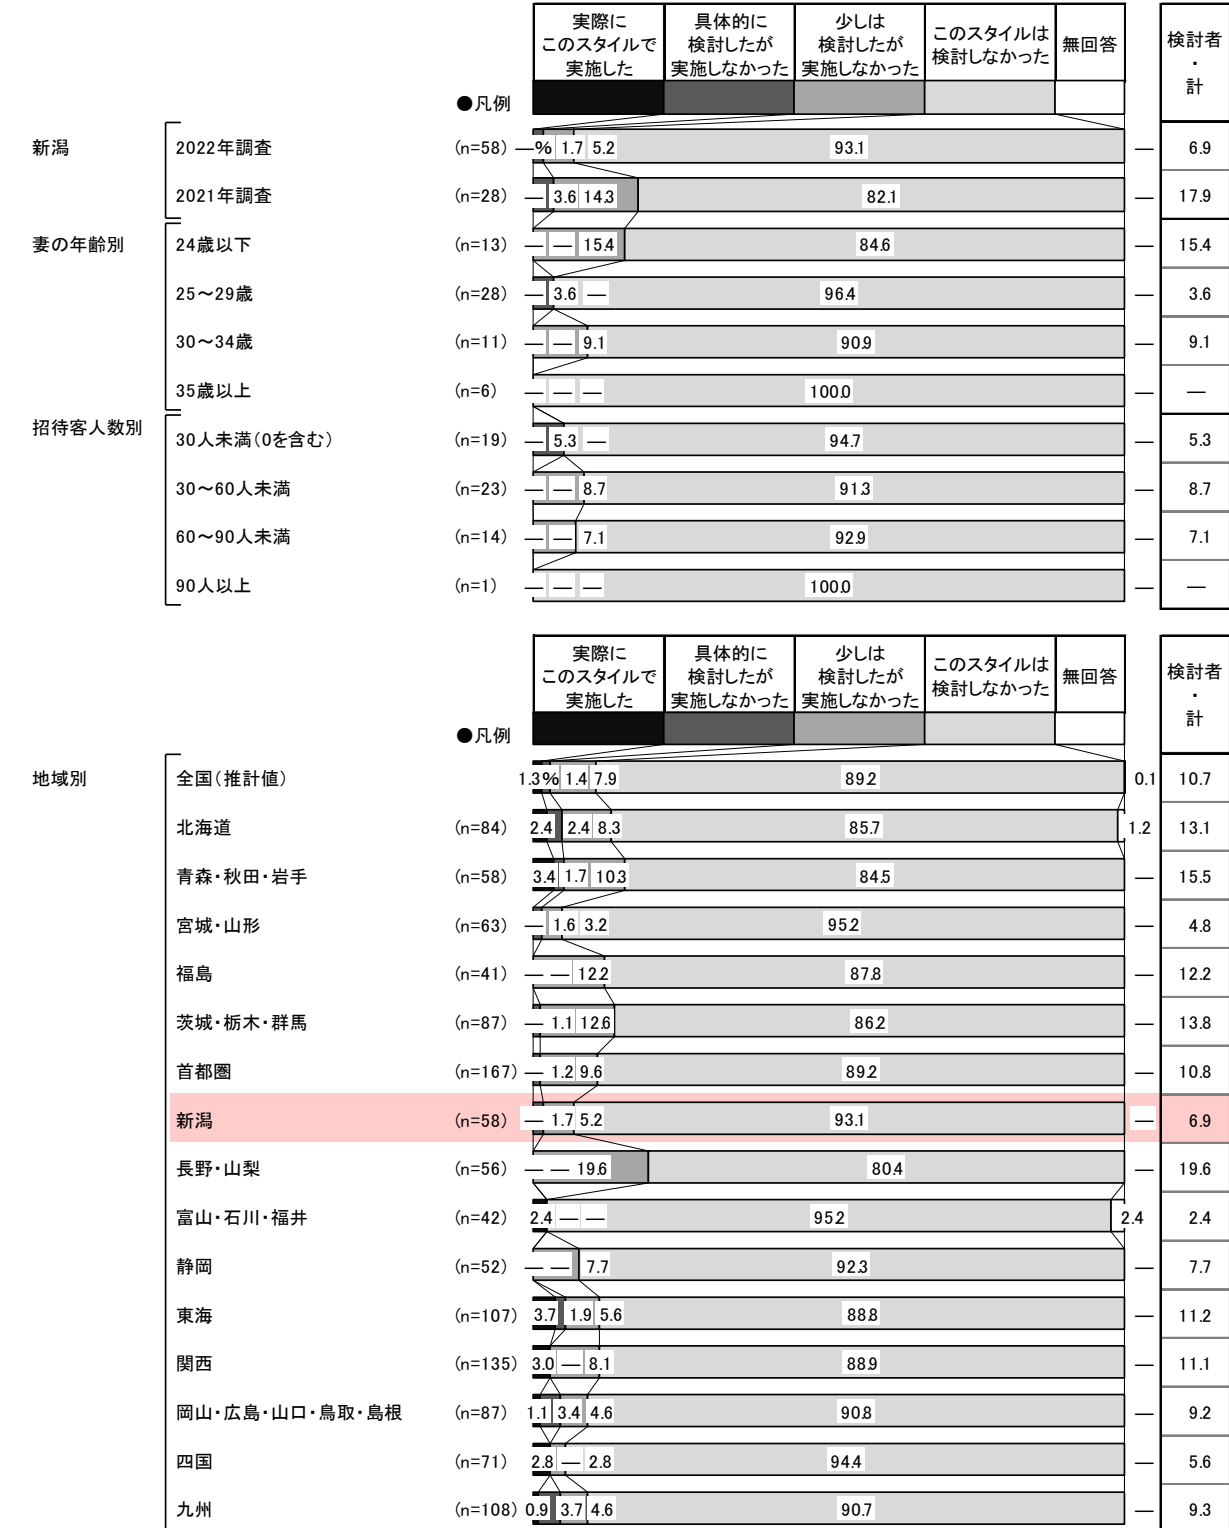 実際に
このスタイルで
実施した
具体的に
検討したが
実施しなかった
少しは
検討したが
実施しなかった
このスタイルは
検討しなかった
無回答
検討者
・
計
●凡例
新潟 2022年調査 (n=58) ―% 1.7 5.2 93.1 ― 6.9
2021年調査 (n=28) ― 3.6 14.3 82.1 ― 17.9
妻の年齢別 24歳以下 (n=13) ― ― 15.4 84.6 ― 15.4
25～29歳 (n=28) ― 3.6 ― 96.4 ― 3.6
30～34歳 (n=11) ― ― 9.1 90.9 ― 9.1
35歳以上 (n=6) ― ― ― 100.0 ― ―
招待客人数別 30人未満(0を含む) (n=19) ― 5.3 ― 94.7 ― 5.3
30～60人未満 (n=23) ― ― 8.7 91.3 ― 8.7
60～90人未満 (n=14) ― ― 7.1 92.9 ― 7.1
90人以上 (n=1) ― ― ― 100.0 ― ―
実際に
このスタイルで
実施した
具体的に
検討したが
実施しなかった
少しは
検討したが
実施しなかった
このスタイルは
検討しなかった
無回答
検討者
・
計
●凡例
地域別 全国(推計値) 1.3% 1.4 7.9 89.2 0.1 10.7
北海道 (n=84) 2.4 2.4 8.3 85.7 1.2 13.1
青森・秋田・岩手 (n=58) 3.4 1.7 10.3 84.5 ― 15.5
宮城・山形 (n=63) ― 1.6 3.2 95.2 ― 4.8
福島 (n=41) ― ― 12.2 87.8 ― 12.2
茨城・栃木・群馬 (n=87) ― 1.1 12.6 86.2 ― 13.8
首都圏 (n=167) ― 1.2 9.6 89.2 ― 10.8
新潟 (n=58) ― 1.7 5.2 93.1 ― 6.9
長野・山梨 (n=56) ― ― 19.6 80.4 ― 19.6
富山・石川・福井 (n=42) 2.4 ― ― 95.2 2.4 2.4
静岡 (n=52) ― ― 7.7 92.3 ― 7.7
東海 (n=107) 3.7 1.9 5.6 88.8 ― 11.2
関西 (n=135) 3.0 ― 8.1 88.9 ― 11.1
岡山・広島・山口・鳥取・島根 (n=87) 1.1 3.4 4.6 90.8 ― 9.2
四国 (n=71) 2.8 ― 2.8 94.4 ― 5.6
九州 (n=108) 0.9 3.7 4.6 90.7 ― 9.3